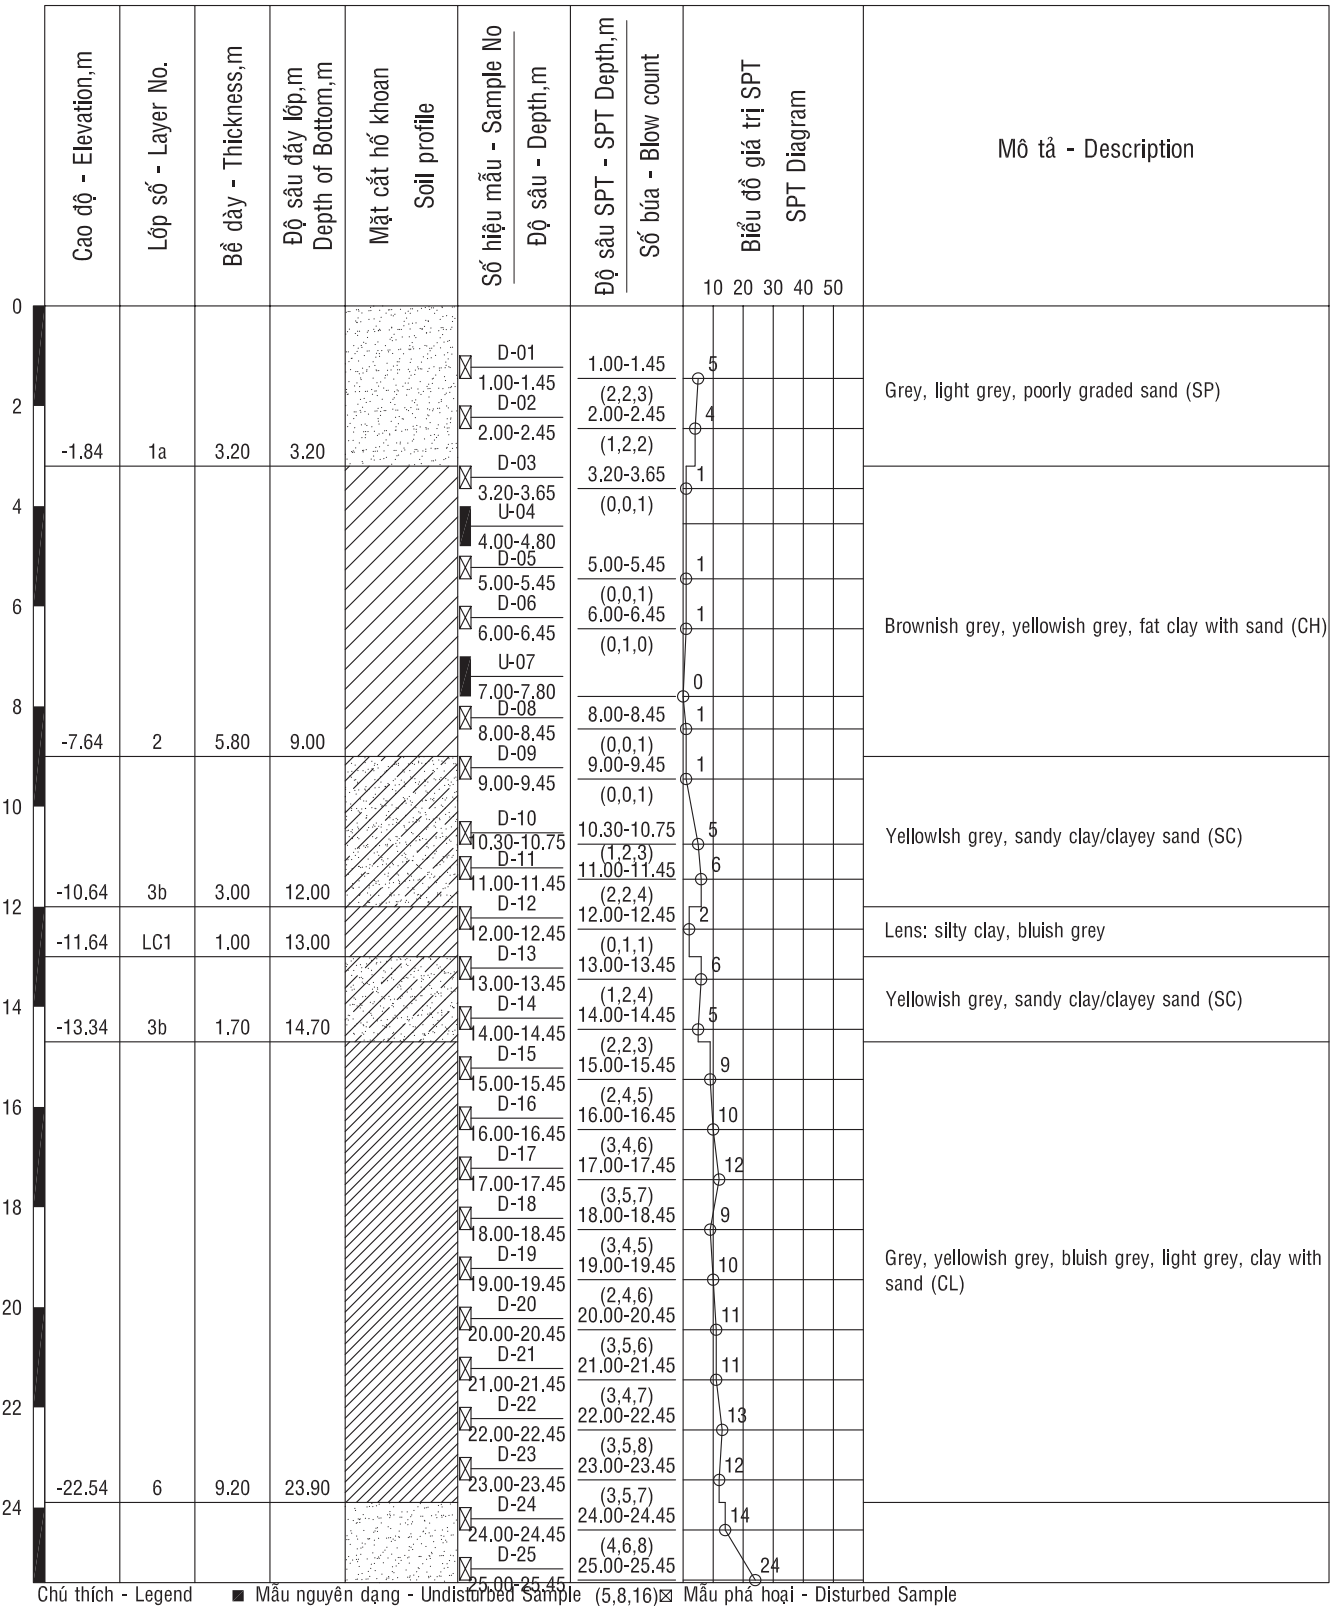 Cao độ - Elevation,m
Lớp số - Layer No.
Bề dày - Thickness,m
Độ sâu đáy lớp,m
Depth of Bottom,m
Mặt cắt hố khoan
Soil profile
Số hiệu mẫu - Sample No
Độ sâu - Depth,m
Độ sâu SPT - SPT Depth,m
Số búa - Blow count
Biểu đồ giá trị SPT
SPT Diagram
Mô tả - Description
10 20 30 40 50
0
D-01
1.00-1.45 5
1.00-1.45
(2,2,3)
Grey, light grey, poorly graded sand (SP)
2
D-02
2.00-2.45 4
2.00-2.45
(1,2,2)
-1.84 1a 3.20 3.20
D-03
3.20-3.65 1
3.20-3.65
(0,0,1)
4
U-04
4.00-4.80
D-05
5.00-5.45 1
5.00-5.45
(0,0,1)
6
D-06
6.00-6.45 1
6.00-6.45
(0,1,0)
Brownish grey, yellowish grey, fat clay with sand (CH)
U-07
7.00-7.80
0
8
D-08
8.00-8.45 1
8.00-8.45
(0,0,1)
-7.64 2 5.80 9.00
D-09
9.00-9.45 1
9.00-9.45
(0,0,1)
10
D-10
10.30-10.75 5
10.30-10.75
(1,2,3)
Yellowish grey, sandy clay/clayey sand (SC)
D-11
11.00-11.45 6
11.00-11.45
(2,2,4)
-10.64 3b 3.00 12.00
12
D-12
12.00-12.45 2
12.00-12.45
(0,1,1)
Lens: silty clay, bluish grey
-11.64 LC1 1.00 13.00
D-13
13.00-13.45 6
13.00-13.45
(1,2,4)
Yellowish grey, sandy clay/clayey sand (SC)
14
D-14
14.00-14.45 5
14.00-14.45
(2,2,3)
-13.34 3b 1.70 14.70
D-15
15.00-15.45 9
15.00-15.45
(2,4,5)
16
D-16
16.00-16.45 10
16.00-16.45
(3,4,6)
D-17
17.00-17.45 12
17.00-17.45
(3,5,7)
18
D-18
18.00-18.45 9
18.00-18.45
(3,4,5)
D-19
19.00-19.45 10
19.00-19.45
(2,4,6)
Grey, yellowish grey, bluish grey, light grey, clay with
sand (CL)
20
D-20
20.00-20.45 11
20.00-20.45
(3,5,6)
D-21
21.00-21.45 11
21.00-21.45
(3,4,7)
22
D-22
22.00-22.45 13
22.00-22.45
(3,5,8)
D-23
23.00-23.45 12
23.00-23.45
(3,5,7)
-22.54 6 9.20 23.90
24
D-24
24.00-24.45 14
24.00-24.45
(4,6,8)
D-25
25.00-25.45 24
25.00-25.45
(5,8,16)
Chú thích - Legend Mẫu nguyên dạng - Undisturbed Sample Mẫu phá hoại - Disturbed Sample